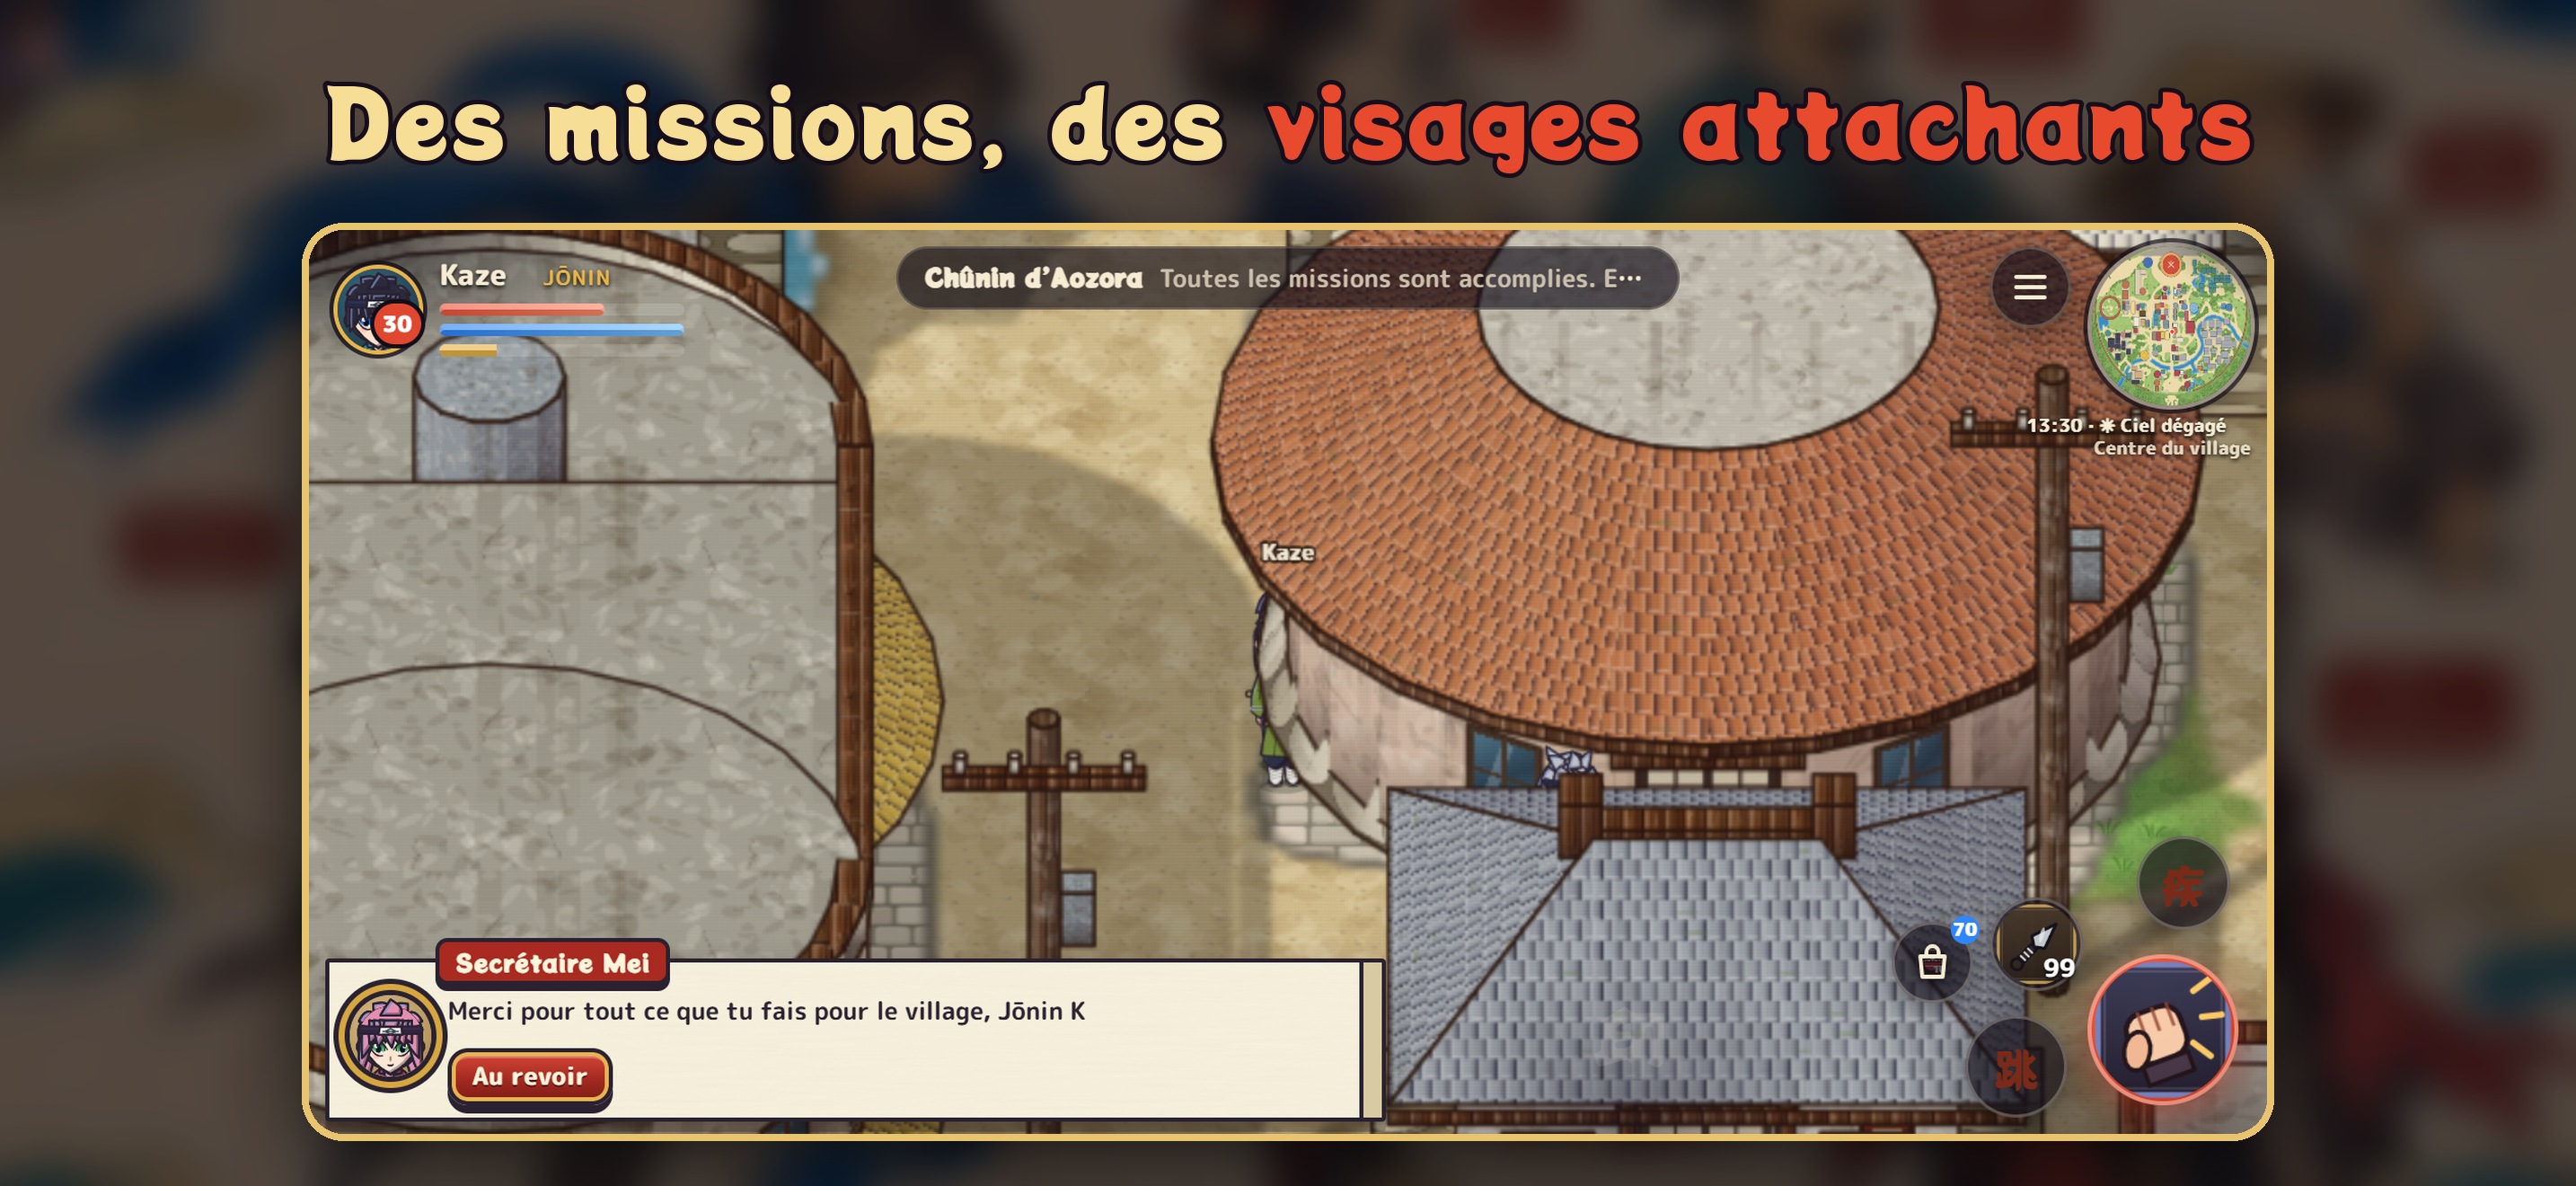 Des missions, des visages attachants
Kaze JŌNIN
30
Chûnin d'Aozora Toutes les missions sont accomplies. E…
13:30 · ☀ Ciel dégagé
Centre du village
Kaze
疾
70
99
跳
Secrétaire Mei
Merci pour tout ce que tu fais pour le village, Jōnin K
Au revoir